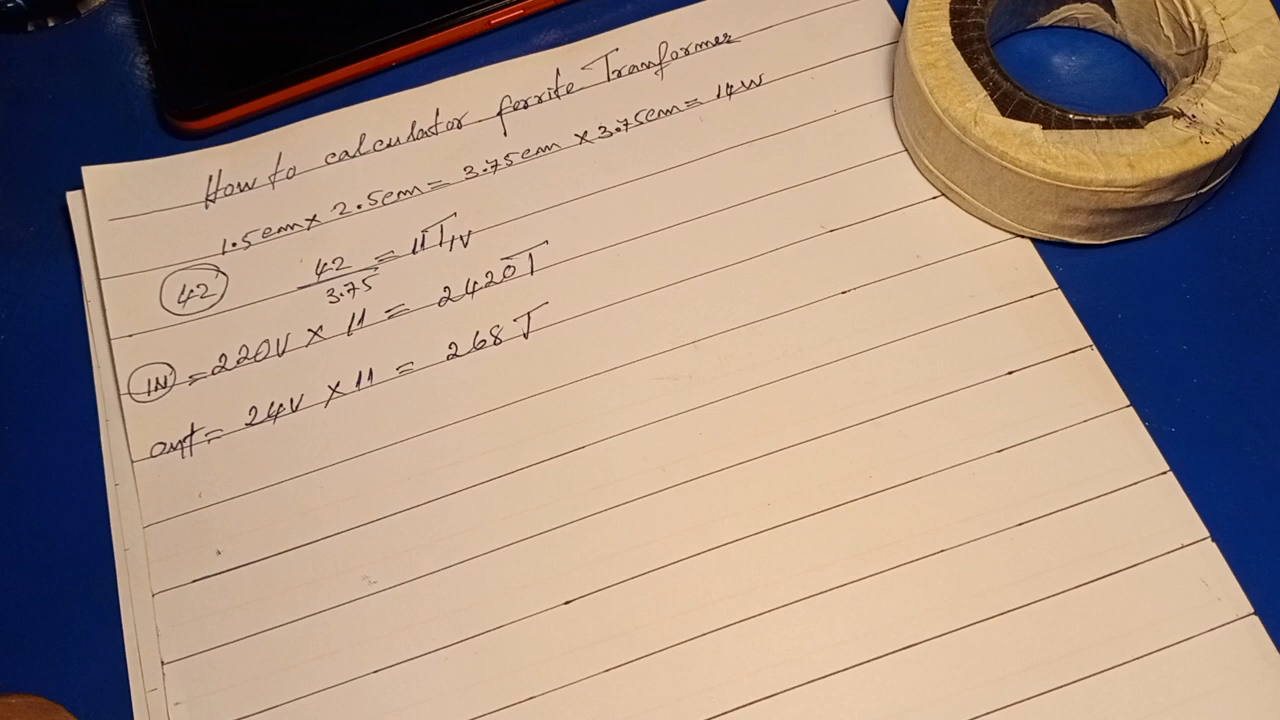 How to calculator ferrite Tranformer
1.5cm x 2.5cm = 3.75cm x 3.75cm = 14W
42 42/3.75 = 11T/V
IN = 220V x 11 = 2420T
out = 24V x 11 = 268T